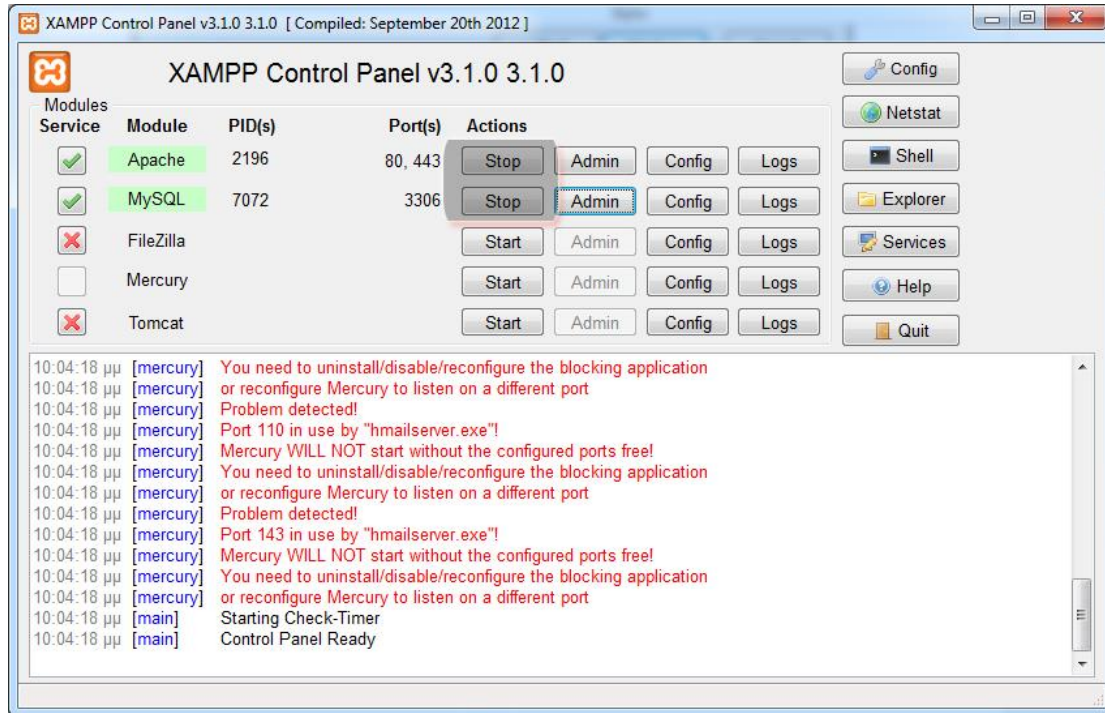 XAMPP Control Panel v3.1.0 3.1.0 [ Compiled: September 20th 2012 ]
XAMPP Control Panel v3.1.0 3.1.0
Config
Modules
Netstat
Service Module PID(s) Port(s) Actions
Apache 2196 80, 443 Stop Admin Config Logs Shell
MySQL 7072 3306 Stop Admin Config Logs Explorer
FileZilla Start Admin Config Logs Services
Mercury Start Admin Config Logs Help
Tomcat Start Admin Config Logs Quit
10:04:18 μμ [mercury] You need to uninstall/disable/reconfigure the blocking application
10:04:18 μμ [mercury] or reconfigure Mercury to listen on a different port
10:04:18 μμ [mercury] Problem detected!
10:04:18 μμ [mercury] Port 110 in use by "hmailserver.exe"!
10:04:18 μμ [mercury] Mercury WILL NOT start without the configured ports free!
10:04:18 μμ [mercury] You need to uninstall/disable/reconfigure the blocking application
10:04:18 μμ [mercury] or reconfigure Mercury to listen on a different port
10:04:18 μμ [mercury] Problem detected!
10:04:18 μμ [mercury] Port 143 in use by "hmailserver.exe"!
10:04:18 μμ [mercury] Mercury WILL NOT start without the configured ports free!
10:04:18 μμ [mercury] You need to uninstall/disable/reconfigure the blocking application
10:04:18 μμ [mercury] or reconfigure Mercury to listen on a different port
10:04:18 μμ [main] Starting Check-Timer
10:04:18 μμ [main] Control Panel Ready